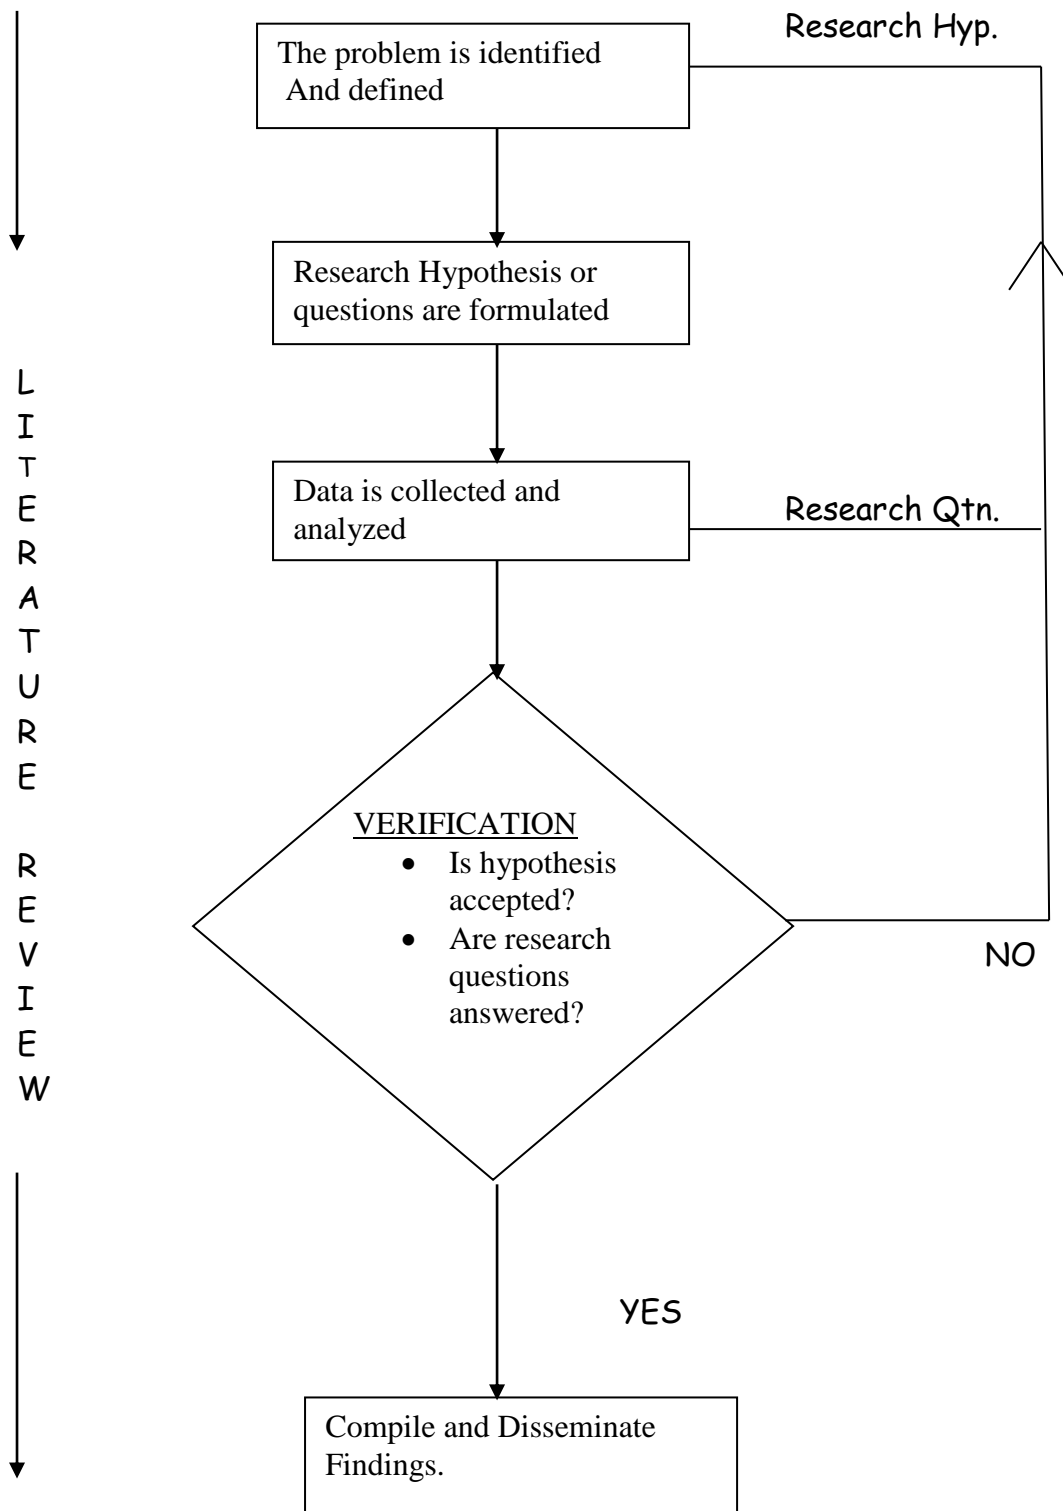 Research Hyp.
The problem is identified
And defined
Research Hypothesis or
questions are formulated
Data is collected and
analyzed
Research Qtn.
VERIFICATION
• Is hypothesis
accepted?
• Are research
questions
answered?
NO
YES
Compile and Disseminate
Findings.
L
I
T
E
R
A
T
U
R
E
R
E
V
I
E
W